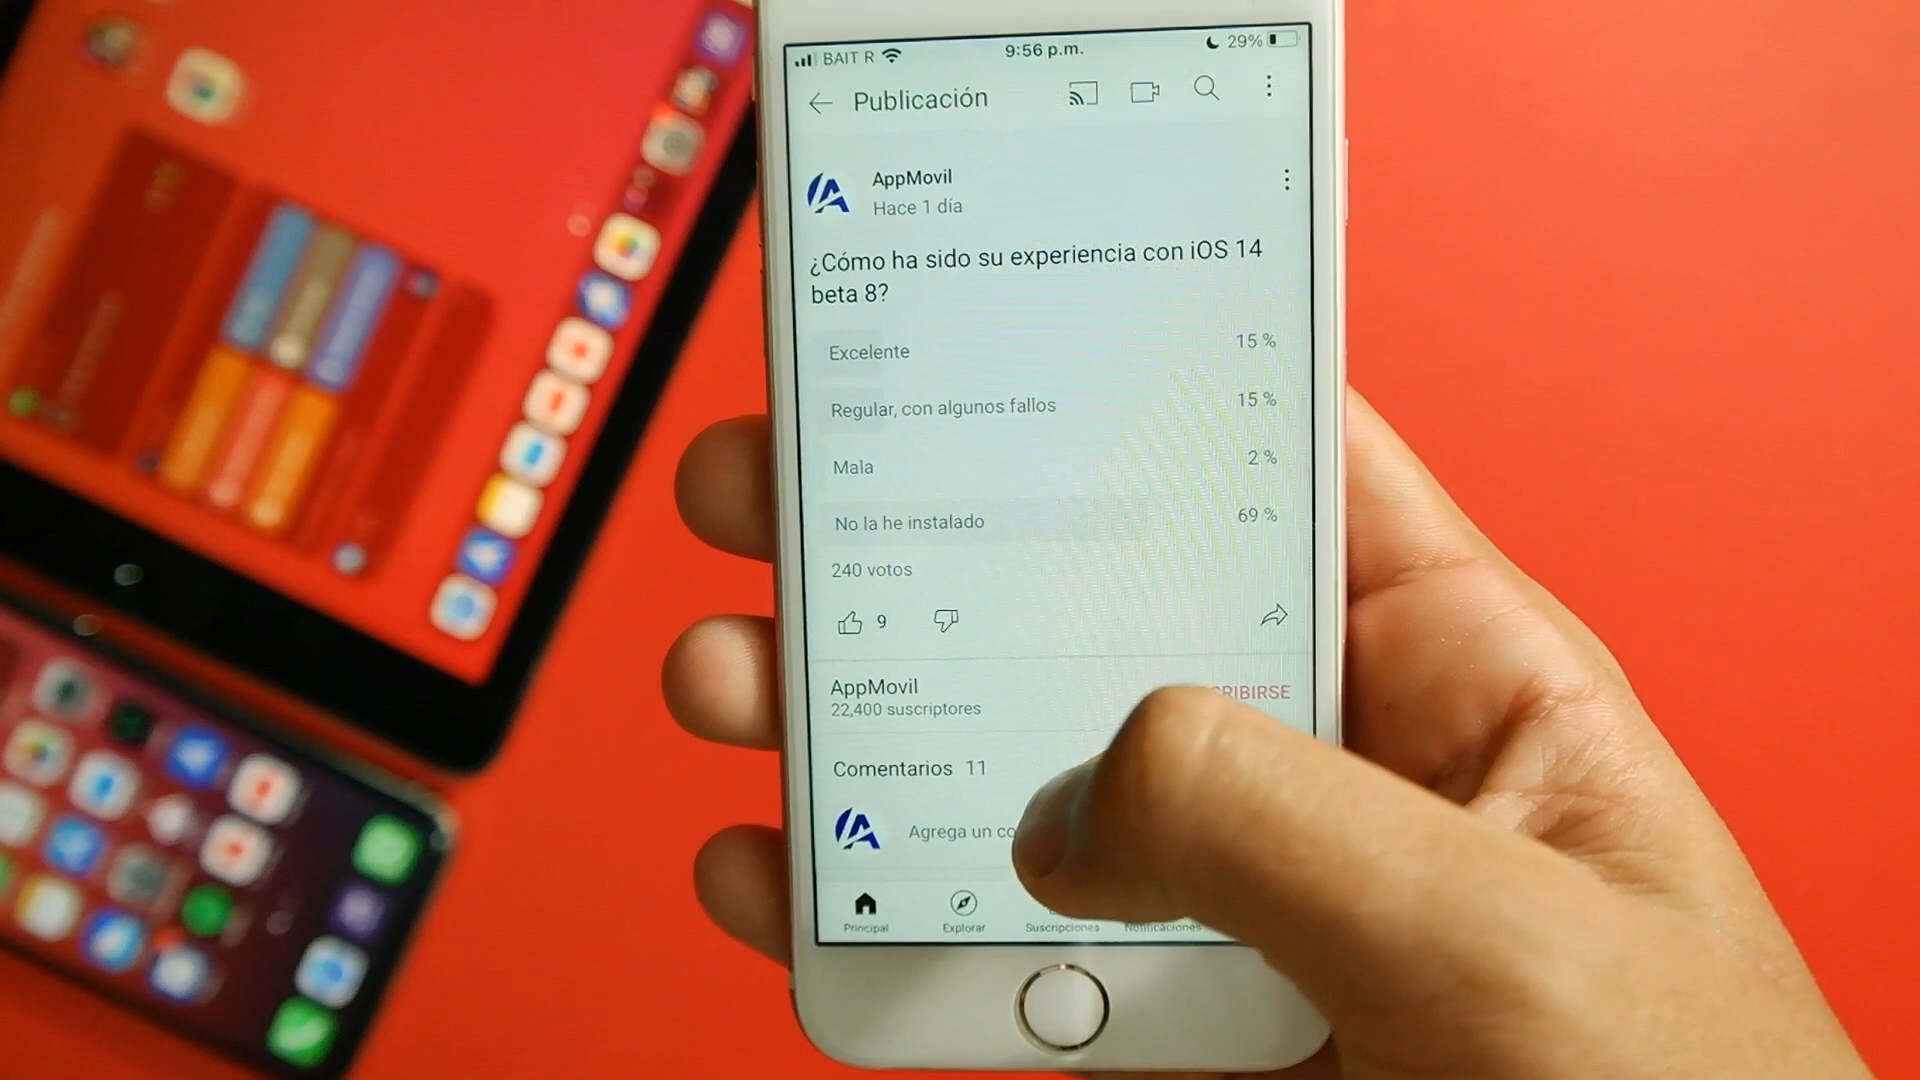 BAIT R 9:56 p.m. 29%
Publicación
AppMovil
Hace 1 día
¿Cómo ha sido su experiencia con iOS 14
beta 8?
Excelente 15 %
Regular, con algunos fallos 15 %
Mala 2 %
No la he instalado 69 %
240 votos
9
AppMovil
CRIBIRSE
22,400 suscriptores
Comentarios 11
Agrega un co
Principal Explorar Suscripciones Notificaciones